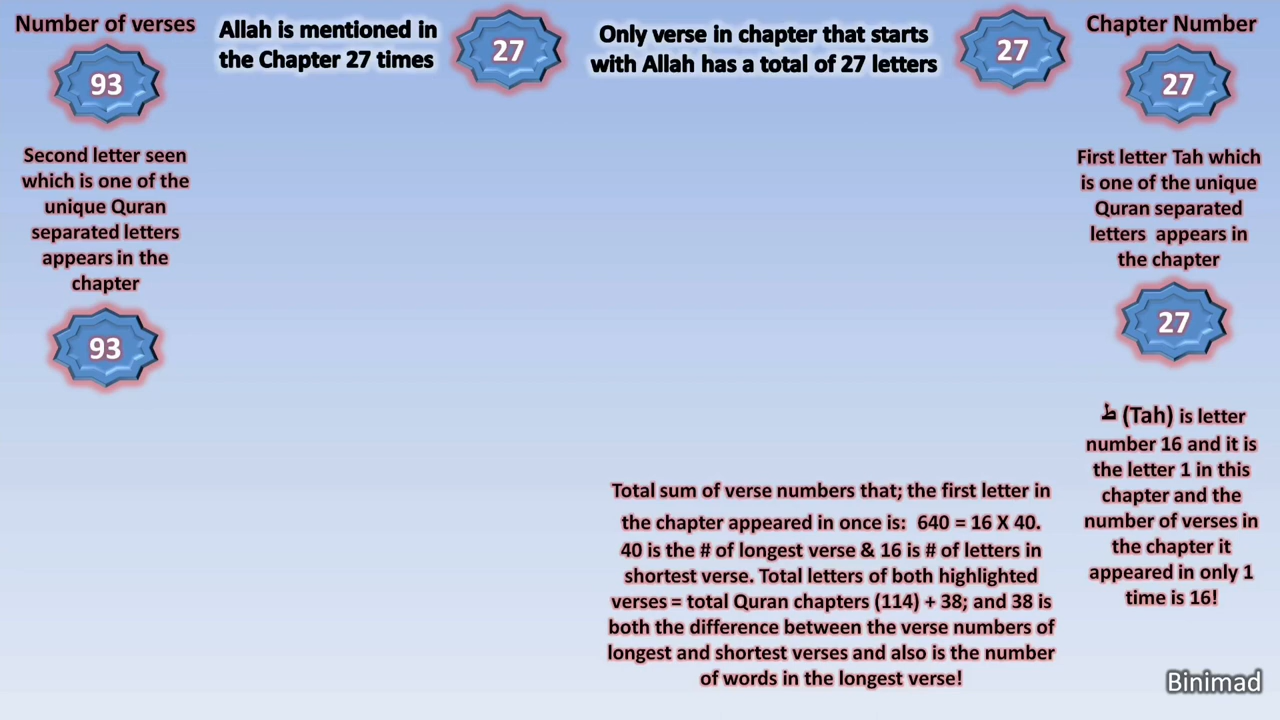 Number of verses
93
Second letter seen
which is one of the
unique Quran
separated letters
appears in the
chapter
93
Allah is mentioned in
the Chapter 27 times
27
Only verse in chapter that starts
with Allah has a total of 27 letters
27
Chapter Number
27
First letter Tah which
is one of the unique
Quran separated
letters appears in
the chapter
27
ط (Tah) is letter
number 16 and it is
the letter 1 in this
chapter and the
number of verses in
the chapter it
appeared in only 1
time is 16!
Total sum of verse numbers that; the first letter in
the chapter appeared in once is: 640 = 16 X 40.
40 is the # of longest verse & 16 is # of letters in
shortest verse. Total letters of both highlighted
verses = total Quran chapters (114) + 38; and 38 is
both the difference between the verse numbers of
longest and shortest verses and also is the number
of words in the longest verse!
Binimad